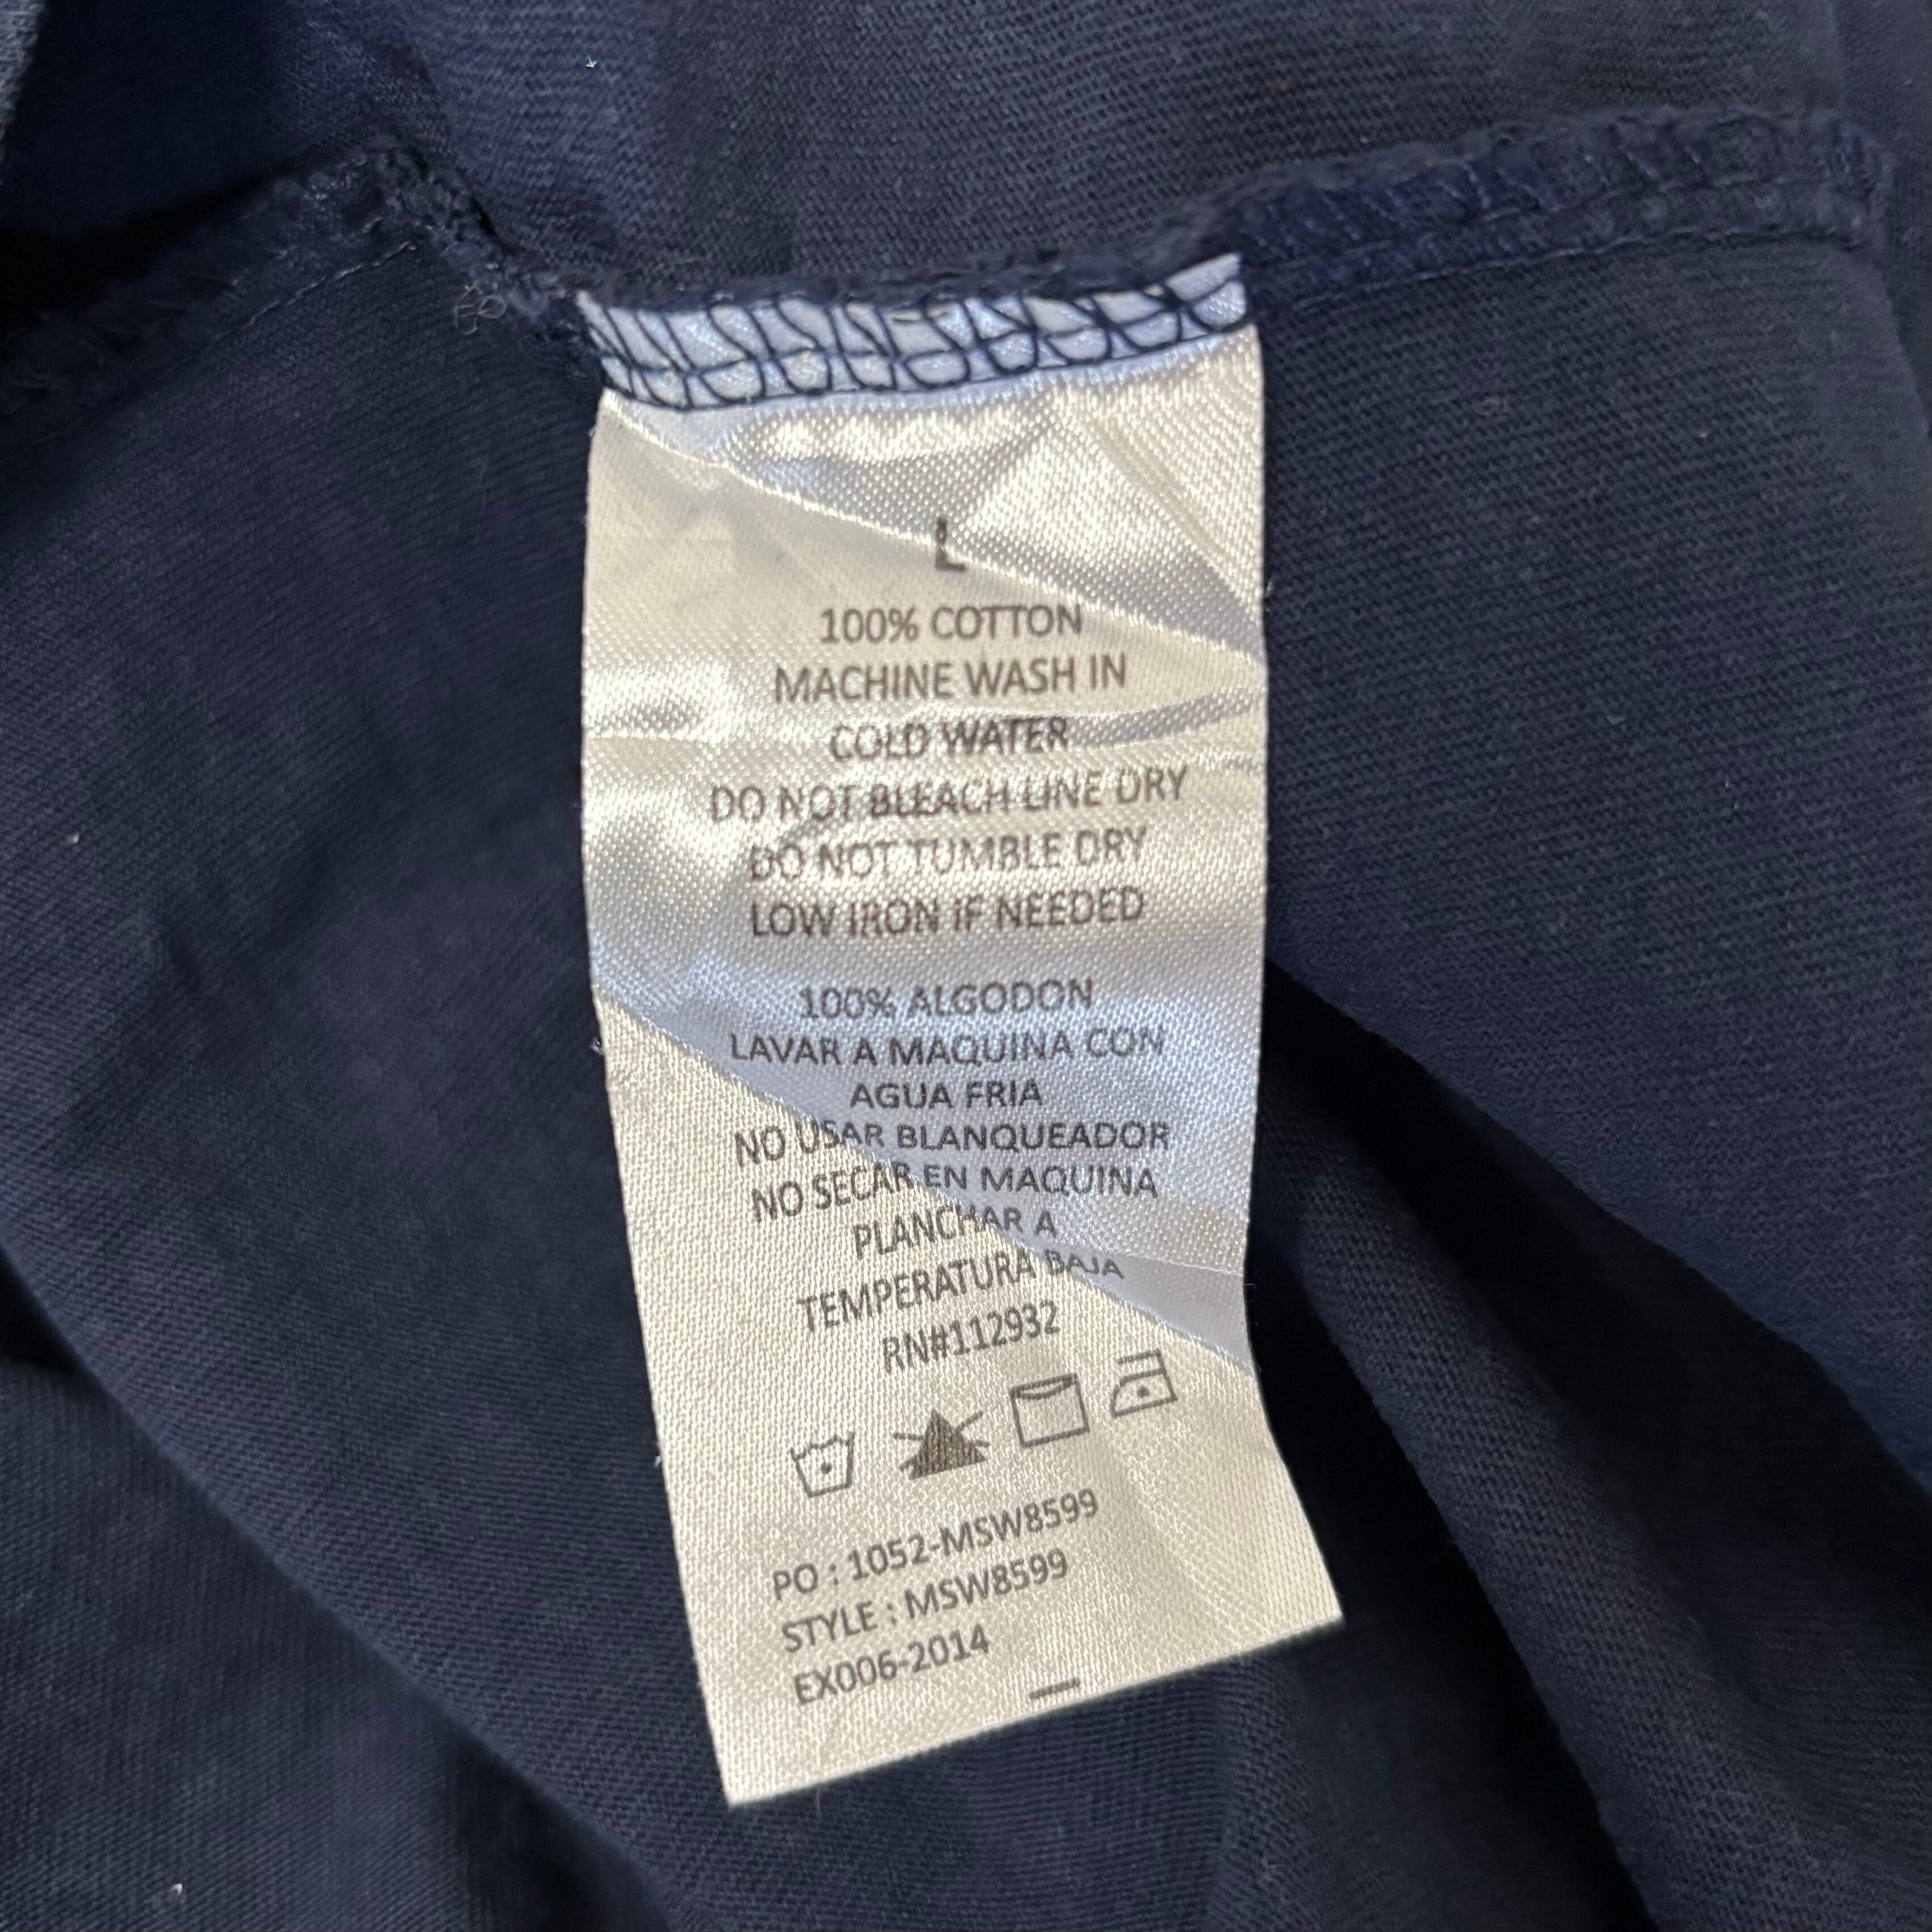 L
100% COTTON
MACHINE WASH IN
COLD WATER
DO NOT BLEACH LINE DRY
DO NOT TUMBLE DRY
LOW IRON IF NEEDED
100% ALGODON
LAVAR A MAQUINA CON
AGUA FRIA
NO USAR BLANQUEADOR
NO SECAR EN MAQUINA
PLANCHAR A
TEMPERATURA BAJA
RN#112932
PO : 1052-MSW8599
STYLE : MSW8599
EX006-2014